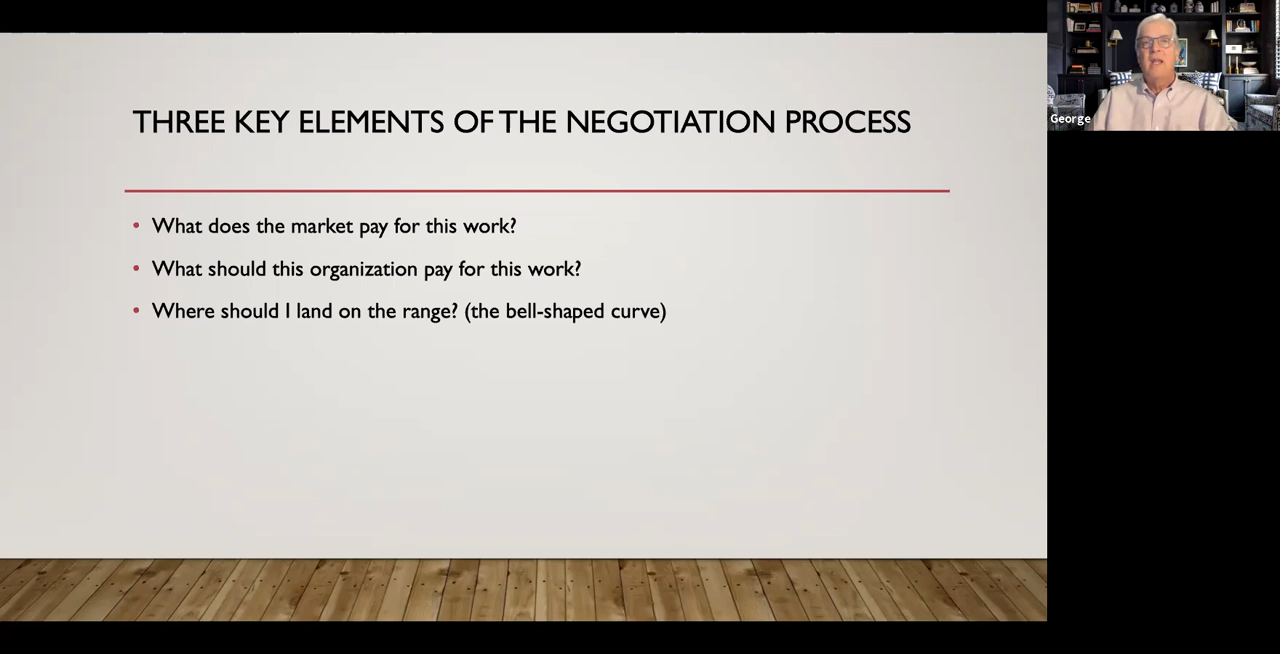 THREE KEY ELEMENTS OF THE NEGOTIATION PROCESS
• What does the market pay for this work?
• What should this organization pay for this work?
• Where should I land on the range? (the bell-shaped curve)
George